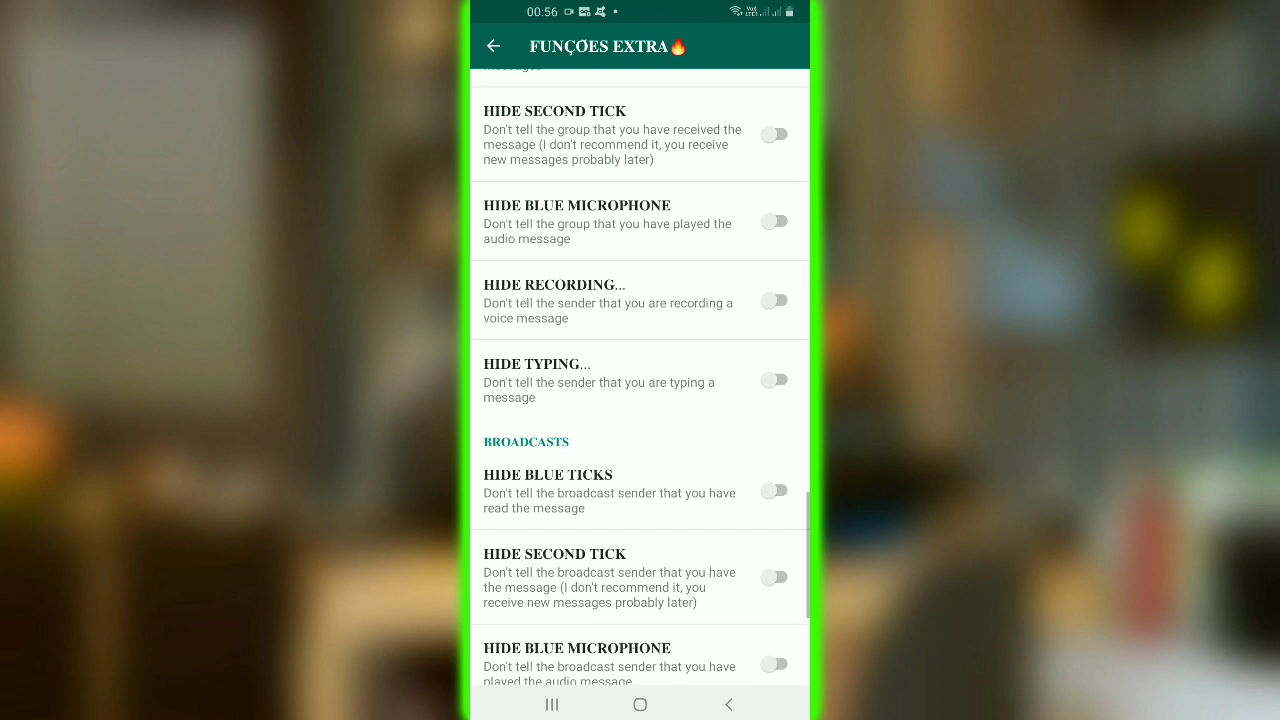 00:56
Vo))
LTE1
FUNÇÕES EXTRA🔥
messages
HIDE SECOND TICK
Don't tell the group that you have received the
message (I don't recommend it, you receive
new messages probably later)
HIDE BLUE MICROPHONE
Don't tell the group that you have played the
audio message
HIDE RECORDING...
Don't tell the sender that you are recording a
voice message
HIDE TYPING...
Don't tell the sender that you are typing a
message
BROADCASTS
HIDE BLUE TICKS
Don't tell the broadcast sender that you have
read the message
HIDE SECOND TICK
Don't tell the broadcast sender that you have
the message (I don't recommend it, you
receive new messages probably later)
HIDE BLUE MICROPHONE
Don't tell the broadcast sender that you have
played the audio message